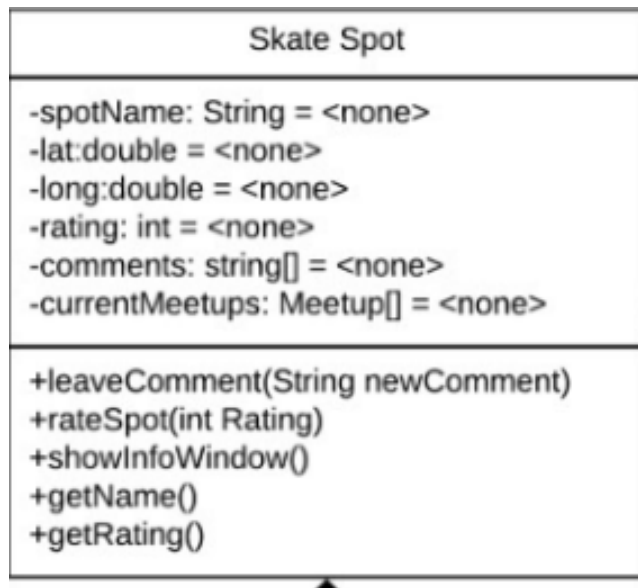 Skate Spot
-spotName: String = <none>
-lat:double = <none>
-long:double = <none>
-rating: int = <none>
-comments: string[] = <none>
-currentMeetups: Meetup[] = <none>
+leaveComment(String newComment)
+rateSpot(int Rating)
+showInfoWindow()
+getName()
+getRating()